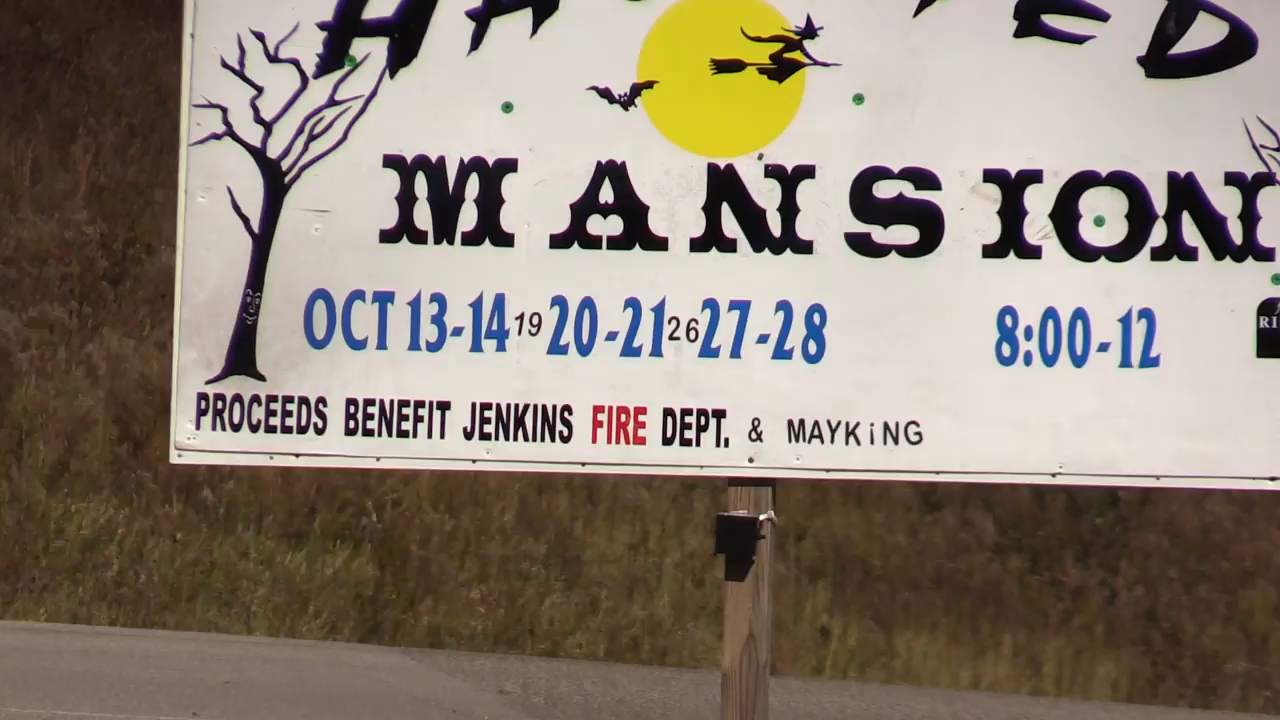 HAUNTED
MANSION
OCT 13-14 19 20-21 26 27-28 8:00-12
PROCEEDS BENEFIT JENKINS FIRE DEPT. & MAYKiNG